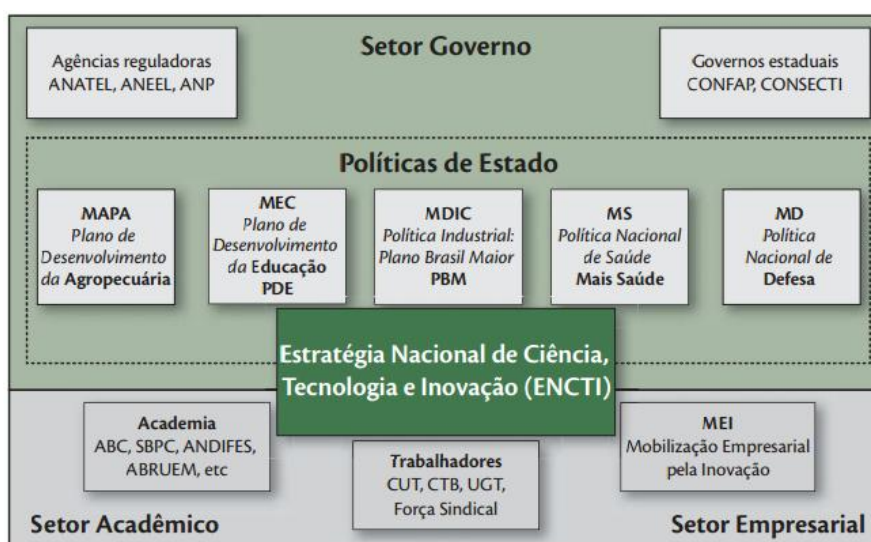 Setor Governo
Agências reguladoras
ANATEL, ANEEL, ANP
Governos estaduais
CONFAP, CONSECTI
Políticas de Estado
MAPA
Plano de
Desenvolvimento
da Agropecuária
MEC
Plano de
Desenvolvimento
da Educação
PDE
MDIC
Política Industrial:
Plano Brasil Maior
PBM
MS
Política Nacional
de Saúde
Mais Saúde
MD
Política
Nacional de
Defesa
Estratégia Nacional de Ciência,
Tecnologia e Inovação (ENCTI)
Academia
ABC, SBPC, ANDIFES,
ABRUEM, etc
Trabalhadores
CUT, CTB, UGT,
Força Sindical
MEI
Mobilização Empresarial
pela Inovação
Setor Acadêmico
Setor Empresarial